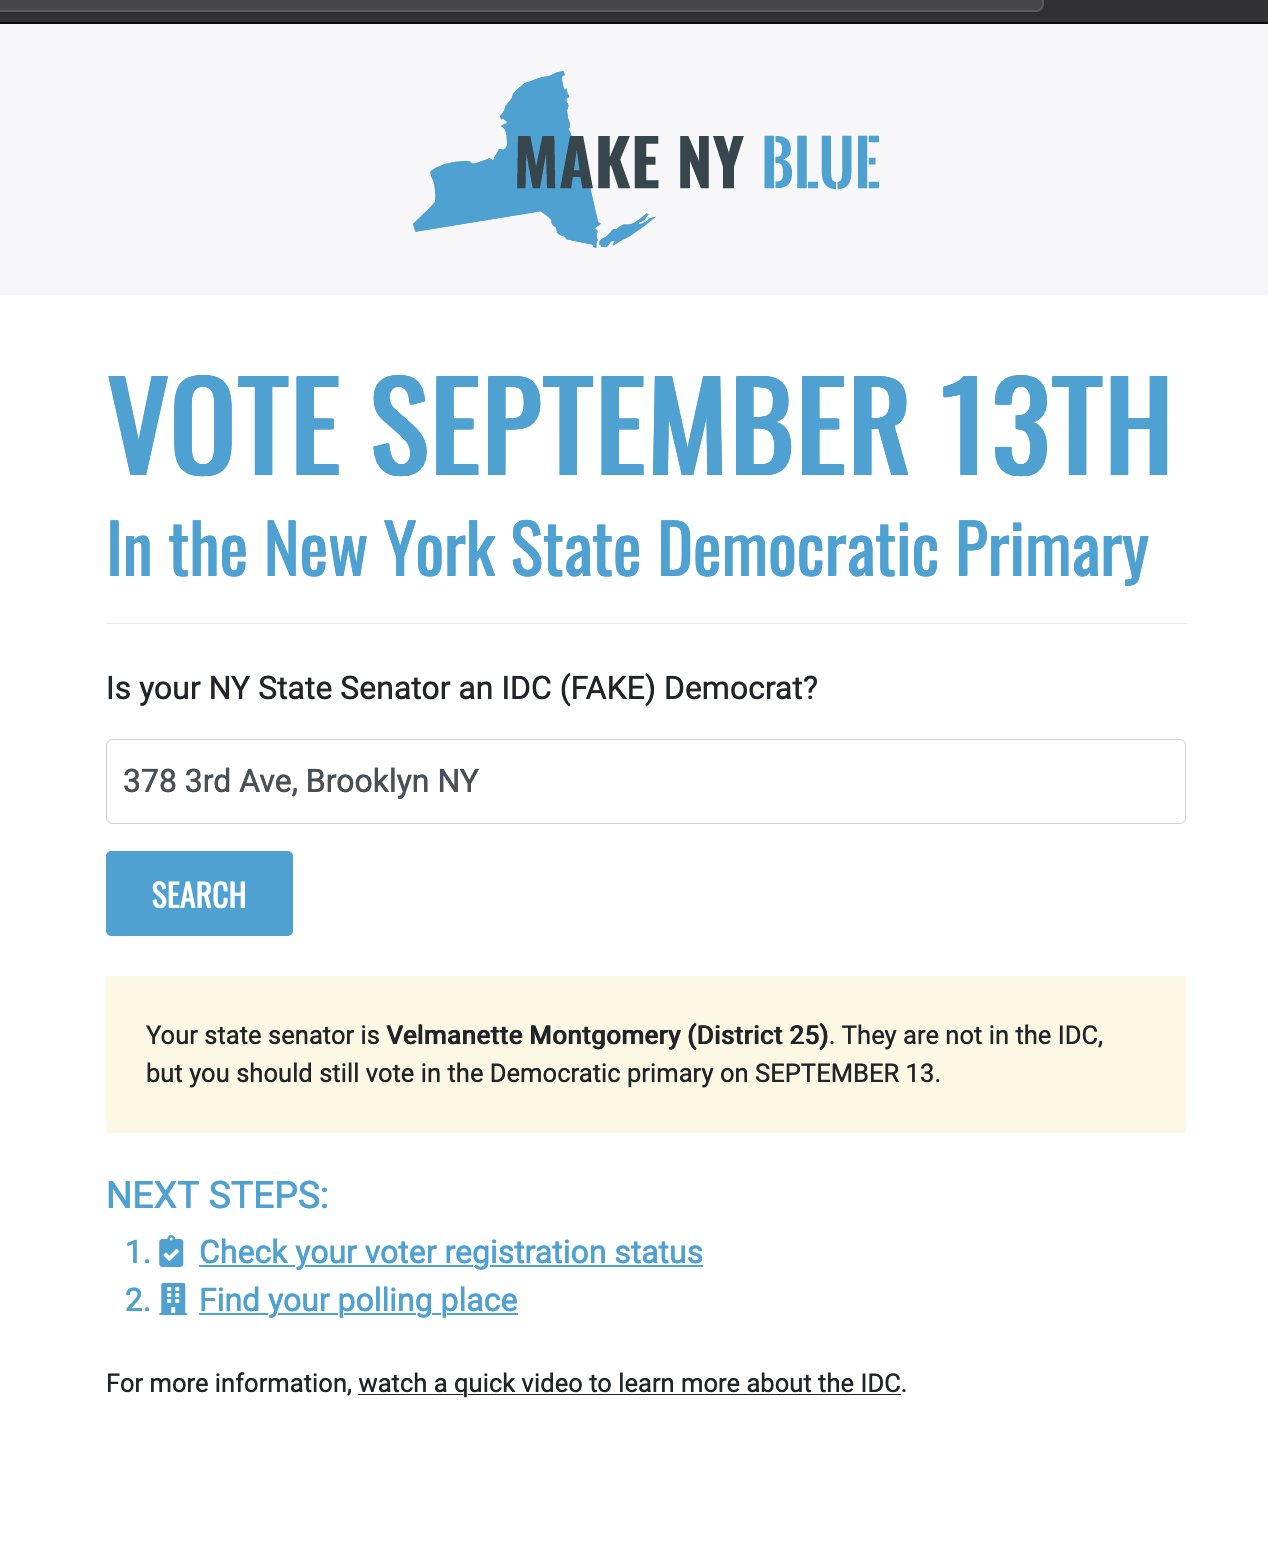 MAKE NY BLUE
VOTE SEPTEMBER 13TH
In the New York State Democratic Primary
Is your NY State Senator an IDC (FAKE) Democrat?
378 3rd Ave, Brooklyn NY
SEARCH
Your state senator is Velmanette Montgomery (District 25). They are not in the IDC,
but you should still vote in the Democratic primary on SEPTEMBER 13.
NEXT STEPS:
1. Check your voter registration status
2. Find your polling place
For more information, watch a quick video to learn more about the IDC.